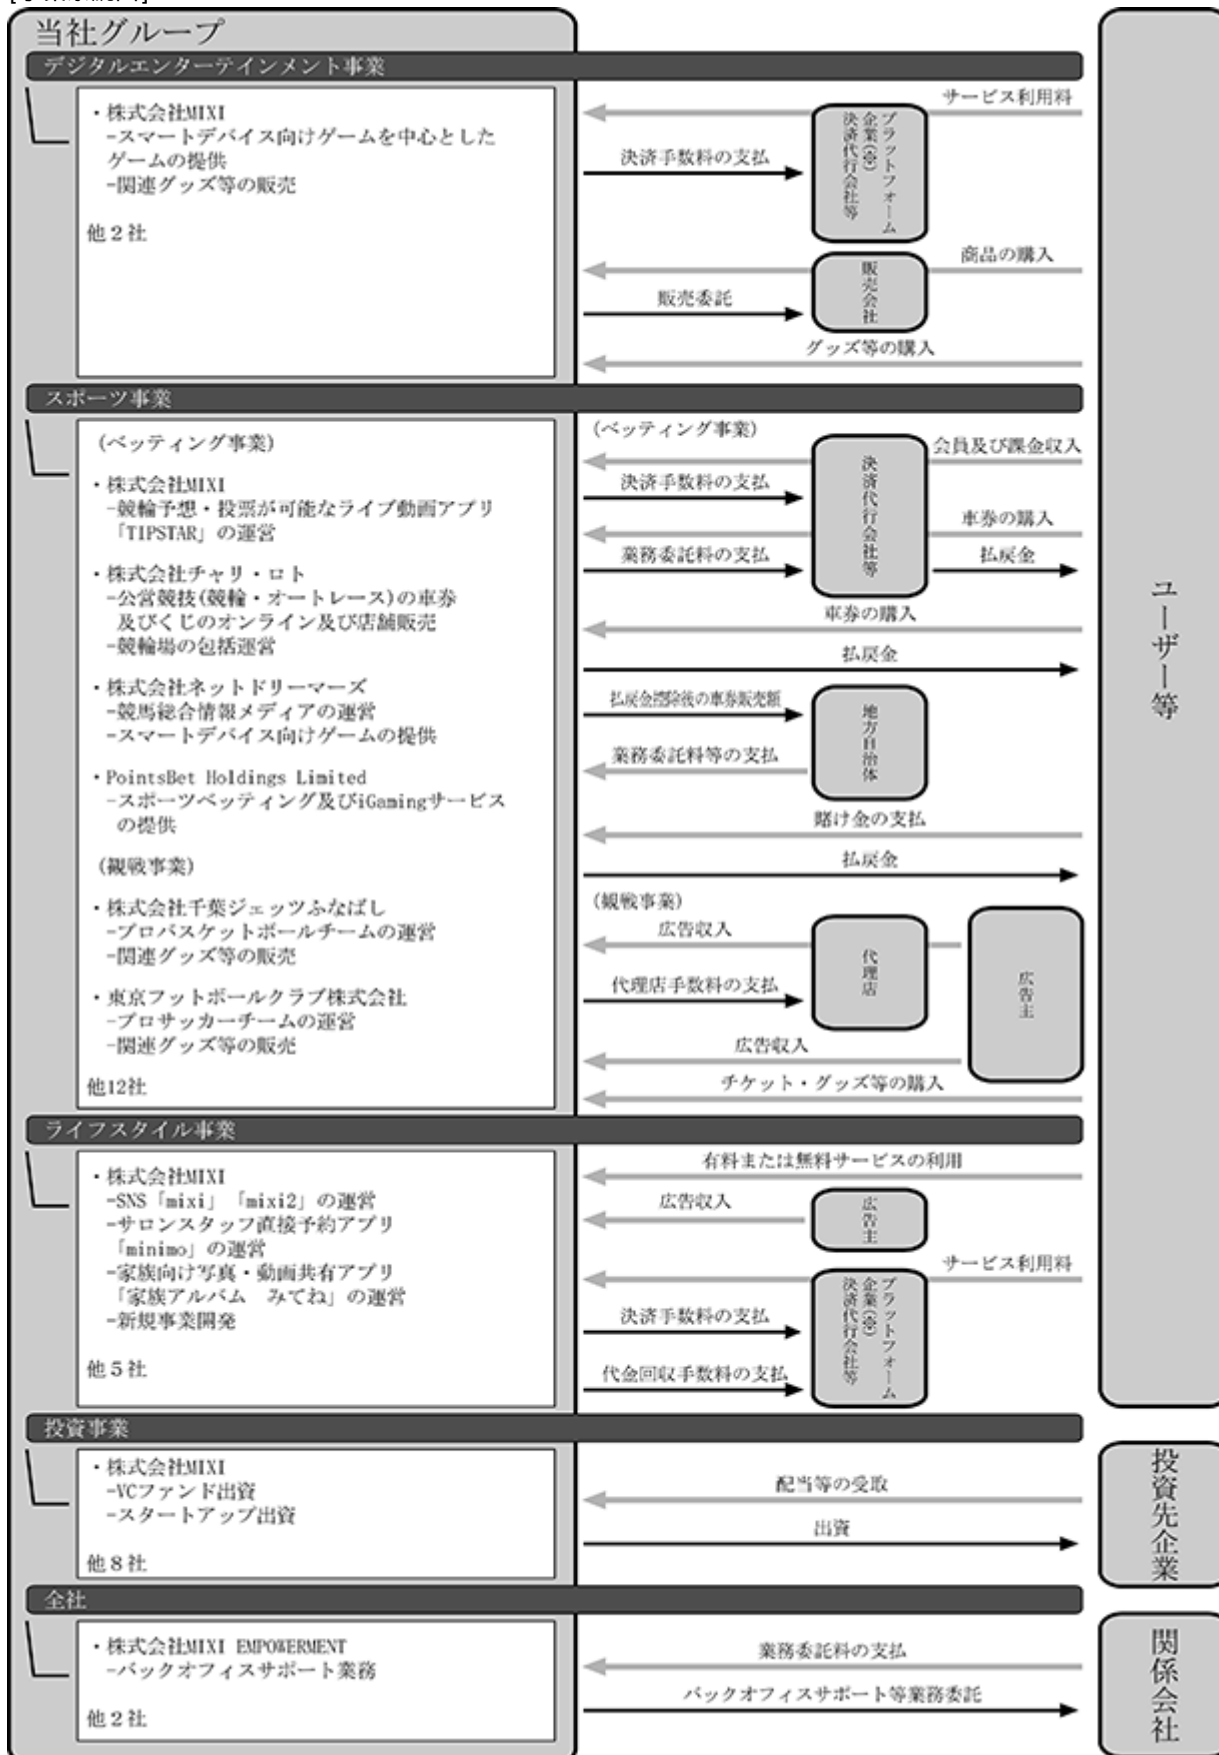 当社グループ
デジタルエンターテインメント事業
・株式会社MIXI
-スマートデバイス向けゲームを中心とした
ゲームの提供
-関連グッズ等の販売
他２社
サービス利用料
プラットフォーム
企業(※)
決済代行会社等
決済手数料の支払
商品の購入
販売会社
販売委託
グッズ等の購入
スポーツ事業
(ベッティング事業)
・株式会社MIXI
-競輪予想・投票が可能なライブ動画アプリ
「TIPSTAR」の運営
・株式会社チャリ・ロト
-公営競技(競輪・オートレース)の車券
及びくじのオンライン及び店舗販売
-競輪場の包括運営
・株式会社ネットドリーマーズ
-競馬総合情報メディアの運営
-スマートデバイス向けゲームの提供
・PointsBet Holdings Limited
-スポーツベッティング及びiGamingサービス
の提供
(観戦事業)
・株式会社千葉ジェッツふなばし
-プロバスケットボールチームの運営
-関連グッズ等の販売
・東京フットボールクラブ株式会社
-プロサッカーチームの運営
-関連グッズ等の販売
他12社
(ベッティング事業)
会員及び課金収入
決済手数料の支払
決済代行会社等
車券の購入
業務委託料の支払
払戻金
車券の購入
払戻金
払戻金控除後の車券販売額
地方自治体
業務委託料等の支払
賭け金の支払
払戻金
(観戦事業)
広告収入
代理店
代理店手数料の支払
広告主
広告収入
チケット・グッズ等の購入
ライフスタイル事業
・株式会社MIXI
-SNS「mixi」「mixi2」の運営
-サロンスタッフ直接予約アプリ
「minimo」の運営
-家族向け写真・動画共有アプリ
「家族アルバム　みてね」の運営
-新規事業開発
他５社
有料または無料サービスの利用
広告収入
広告主
サービス利用料
プラットフォーム
企業(※)
決済代行会社等
決済手数料の支払
代金回収手数料の支払
ユーザー等
投資事業
・株式会社MIXI
-VCファンド出資
-スタートアップ出資
他８社
配当等の受取
出資
投資先企業
全社
・株式会社MIXI EMPOWERMENT
-バックオフィスサポート業務
他２社
業務委託料の支払
バックオフィスサポート等業務委託
関係会社